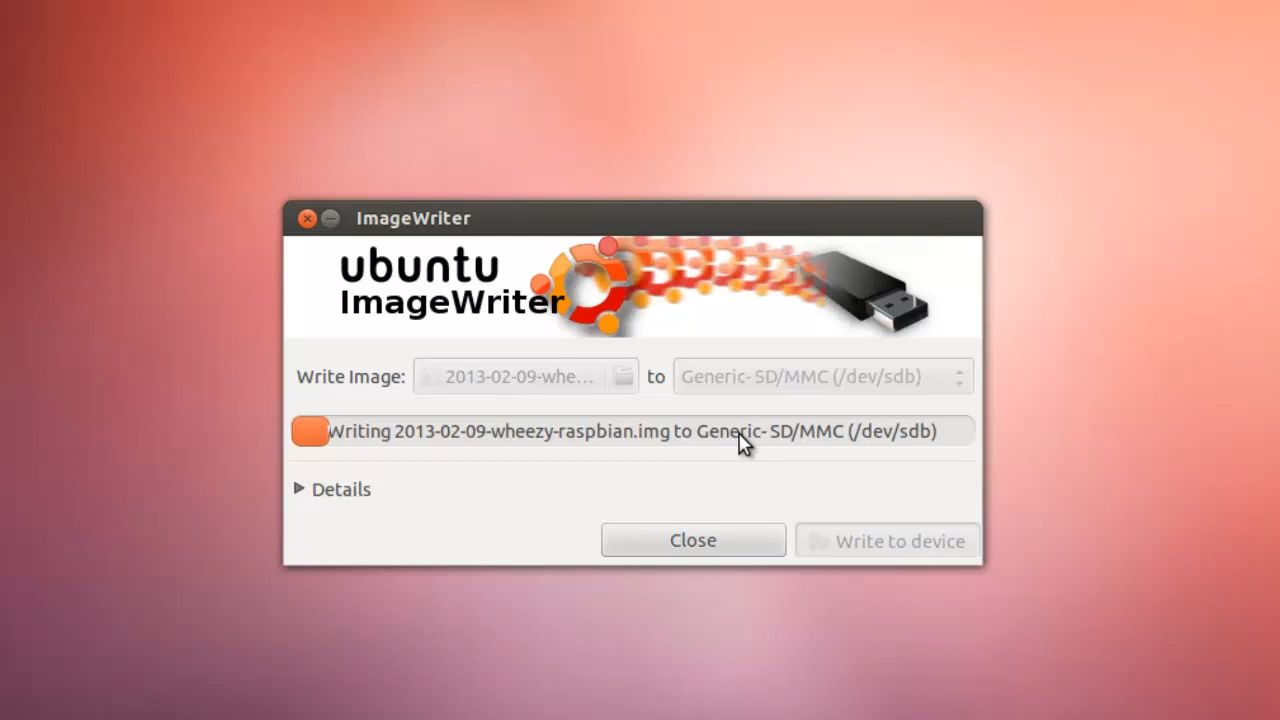 ImageWriter
ubuntu
ImageWriter
Write Image: 2013-02-09-whe... to Generic- SD/MMC (/dev/sdb)
Writing 2013-02-09-wheezy-raspbian.img to Generic- SD/MMC (/dev/sdb)
Details
Close Write to device